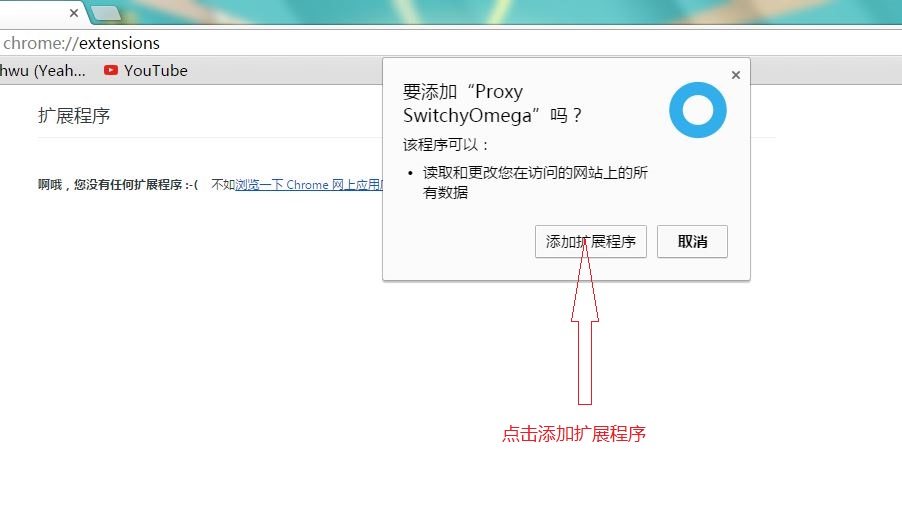 chrome://extensions
hwu (Yeah...
YouTube
扩展程序
啊哦，您没有任何扩展程序 :-( 不如浏览一下 Chrome 网上应用
要添加“Proxy
SwitchyOmega”吗？
该程序可以：
• 读取和更改您在访问的网站上的所
有数据
添加扩展程序
取消
点击添加扩展程序